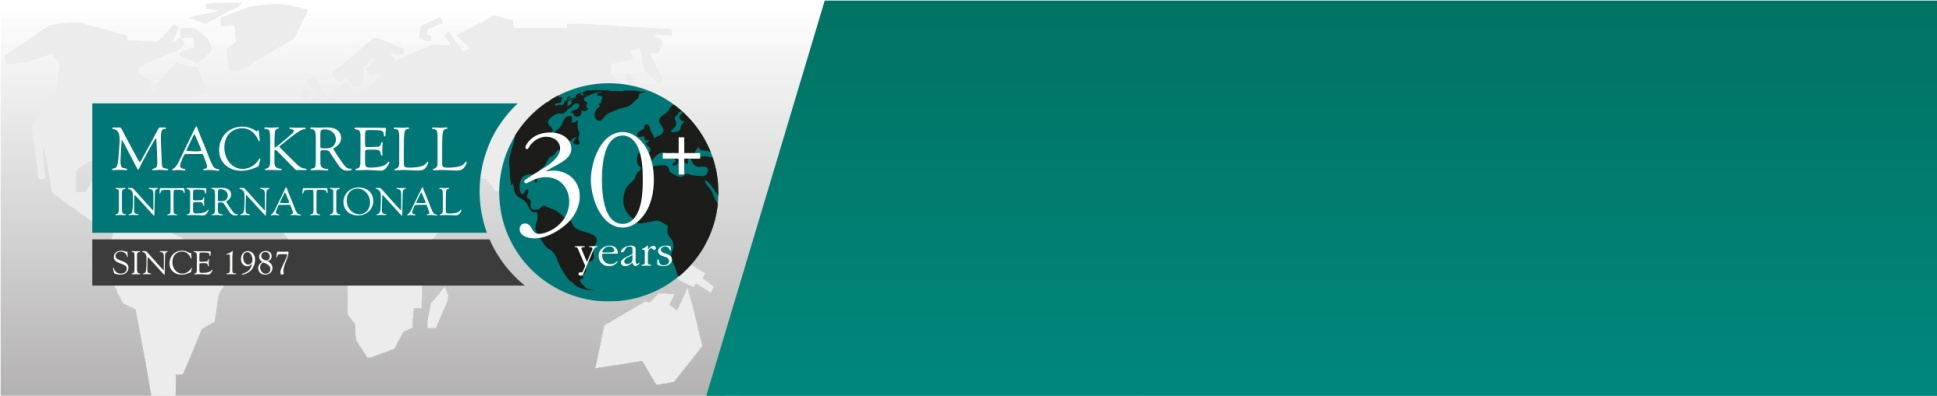 MACKRELL
INTERNATIONAL
SINCE 1987
30+
years